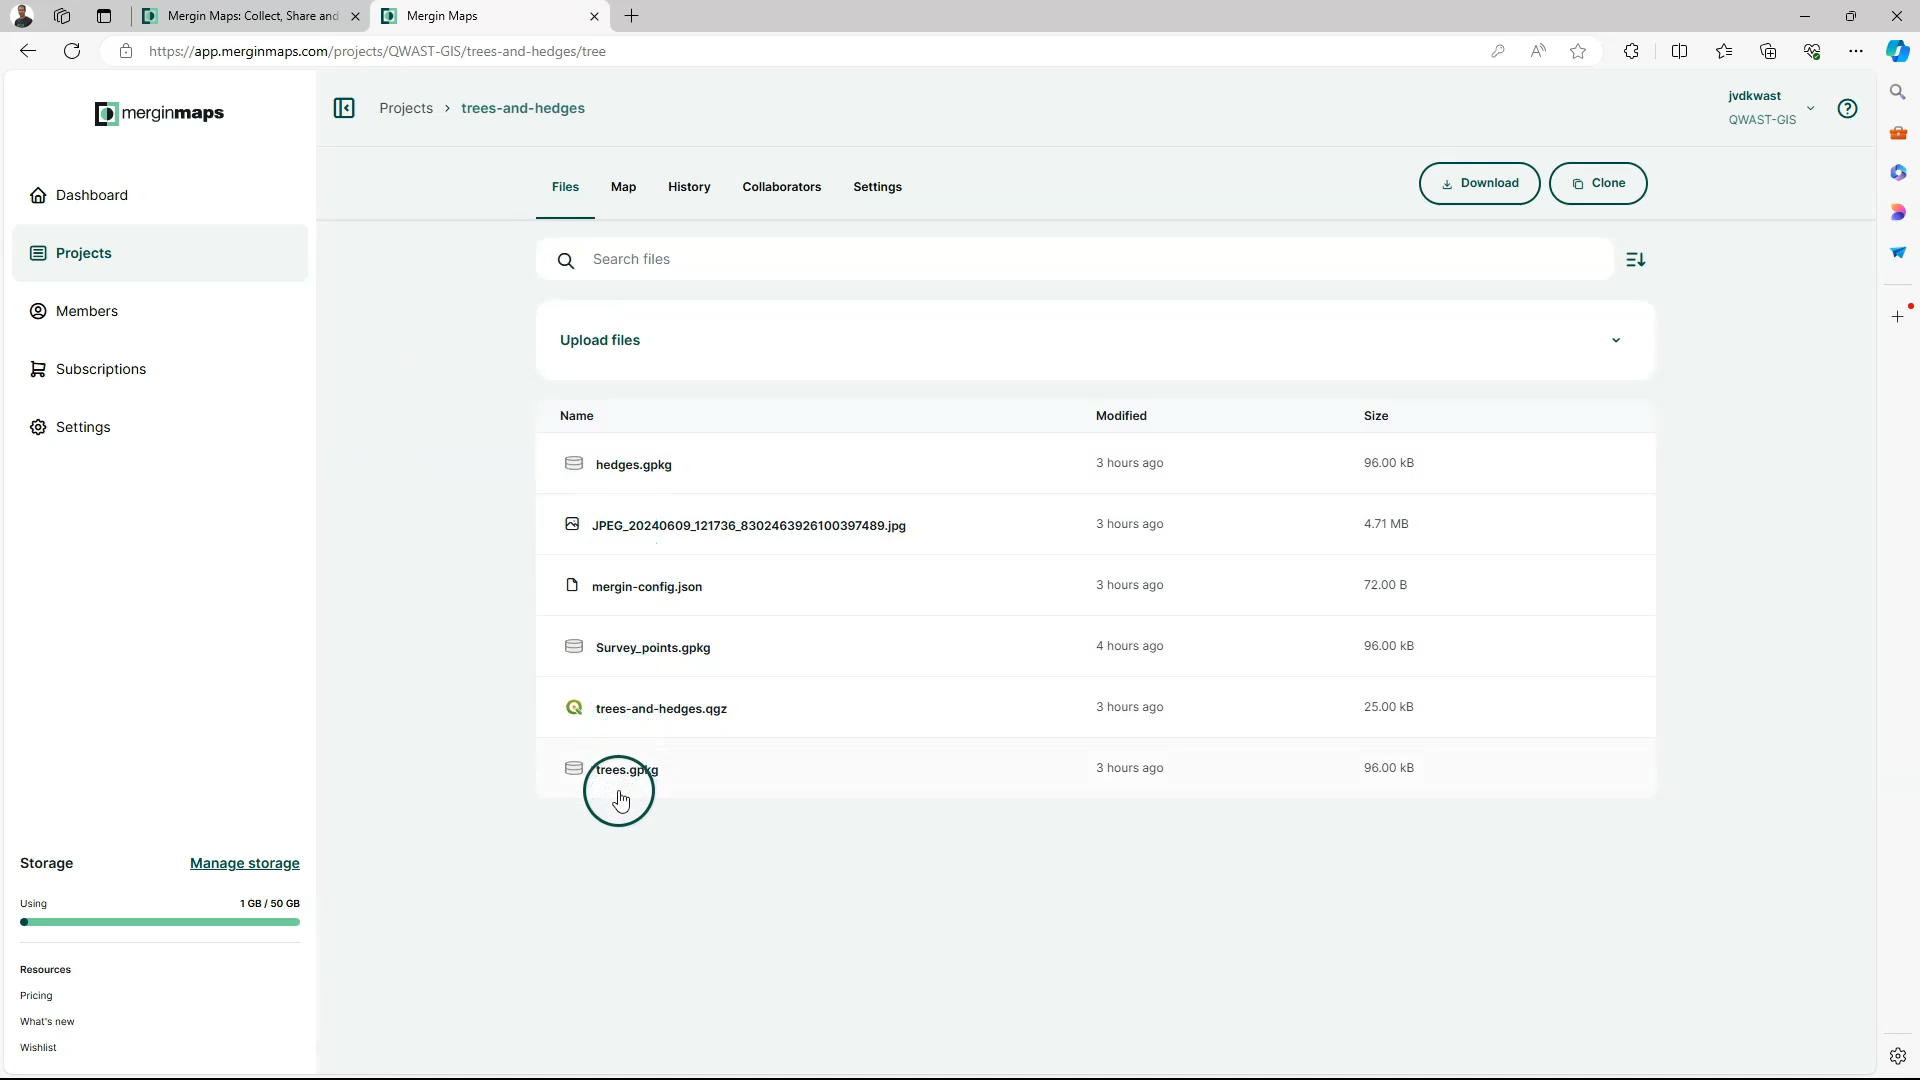 Mergin Maps: Collect, Share and
Mergin Maps
https://app.merginmaps.com/projects/QWAST-GIS/trees-and-hedges/tree
merginmaps
Projects > trees-and-hedges
jvdkwast
QWAST-GIS
Dashboard
Projects
Members
Subscriptions
Settings
Files
Map
History
Collaborators
Settings
Download
Clone
Search files
Upload files
Name Modified Size
hedges.gpkg 3 hours ago 96.00 kB
JPEG_20240609_121736_8302463926100397489.jpg 3 hours ago 4.71 MB
mergin-config.json 3 hours ago 72.00 B
Survey_points.gpkg 4 hours ago 96.00 kB
trees-and-hedges.qgz 3 hours ago 25.00 kB
trees.gpkg 3 hours ago 96.00 kB
Storage Manage storage
Using 1 GB / 50 GB
Resources
Pricing
What's new
Wishlist